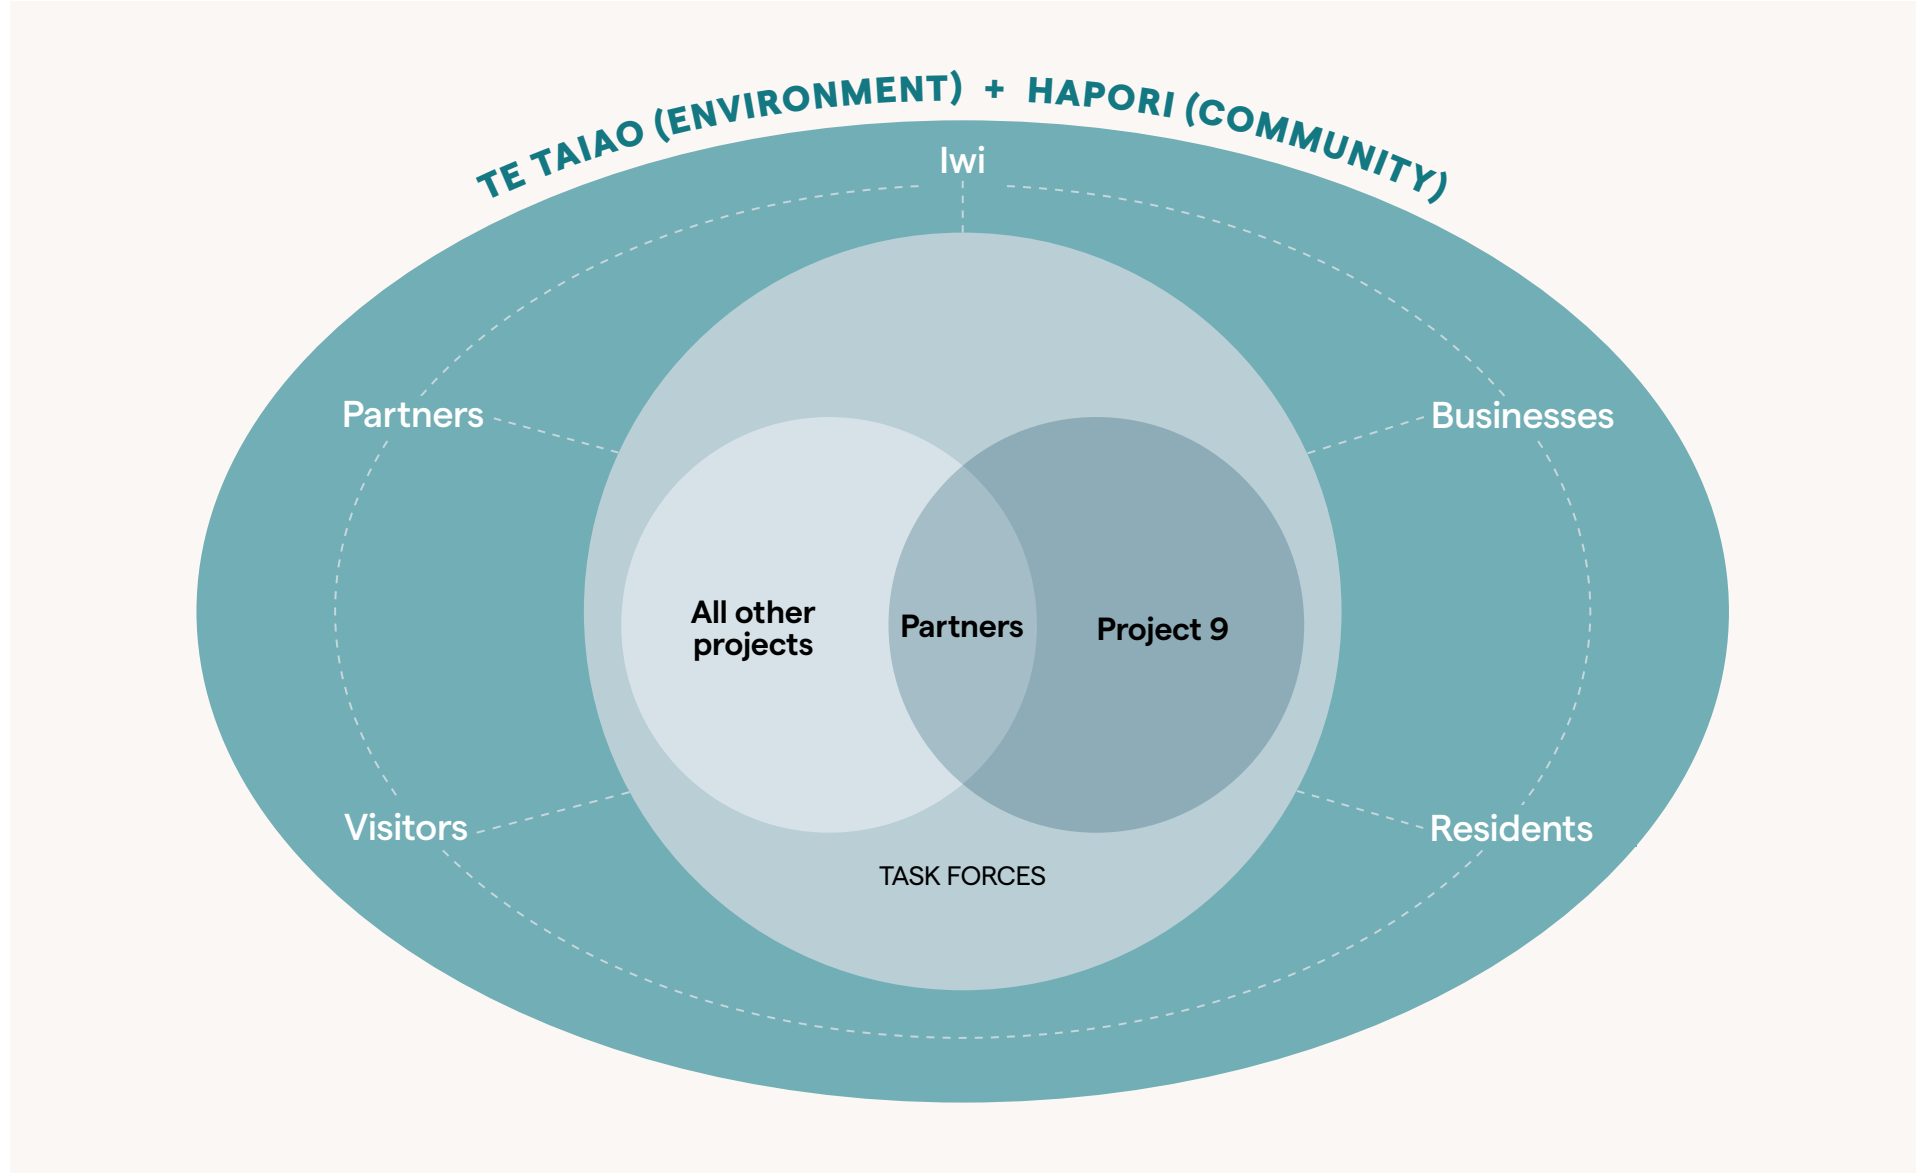 TE TAIAO (ENVIRONMENT) + HAPORI (COMMUNITY)
Iwi
Partners
Businesses
All other
projects
Partners
Project 9
Visitors
Residents
TASK FORCES